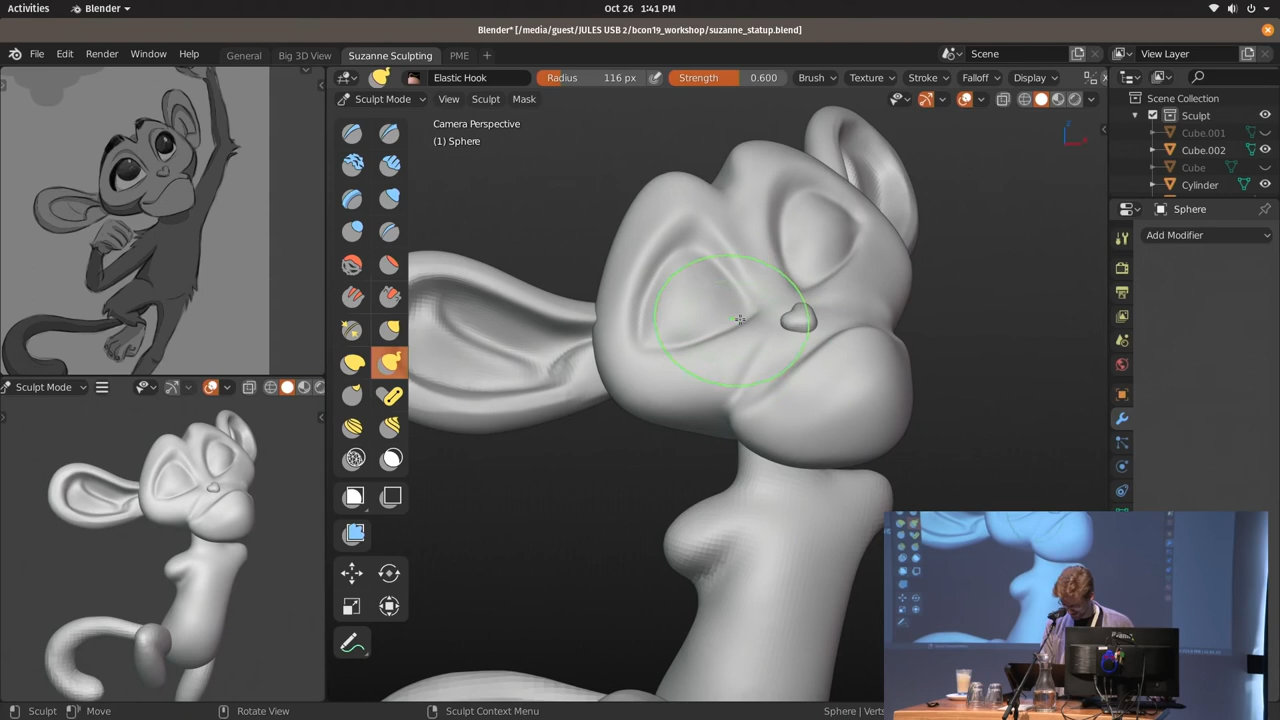 Activities Blender Oct 26 1:41 PM
Blender* [/media/guest/JULES USB 2/bcon19_workshop/suzanne_statup.blend]
File Edit Render Window Help General Big 3D View Suzanne Sculpting PME Scene View Layer
Elastic Hook Radius 116 px Strength 0.600 Brush Texture Stroke Falloff Display
Sculpt Mode View Sculpt Mask
Scene Collection
Sculpt
Cube.001
Cube.002
Cube
Cylinder
Camera Perspective
(1) Sphere
Z
Sphere
Add Modifier
Sculpt Mode
Sculpt Move Rotate View Sculpt Context Menu Sphere | Verts